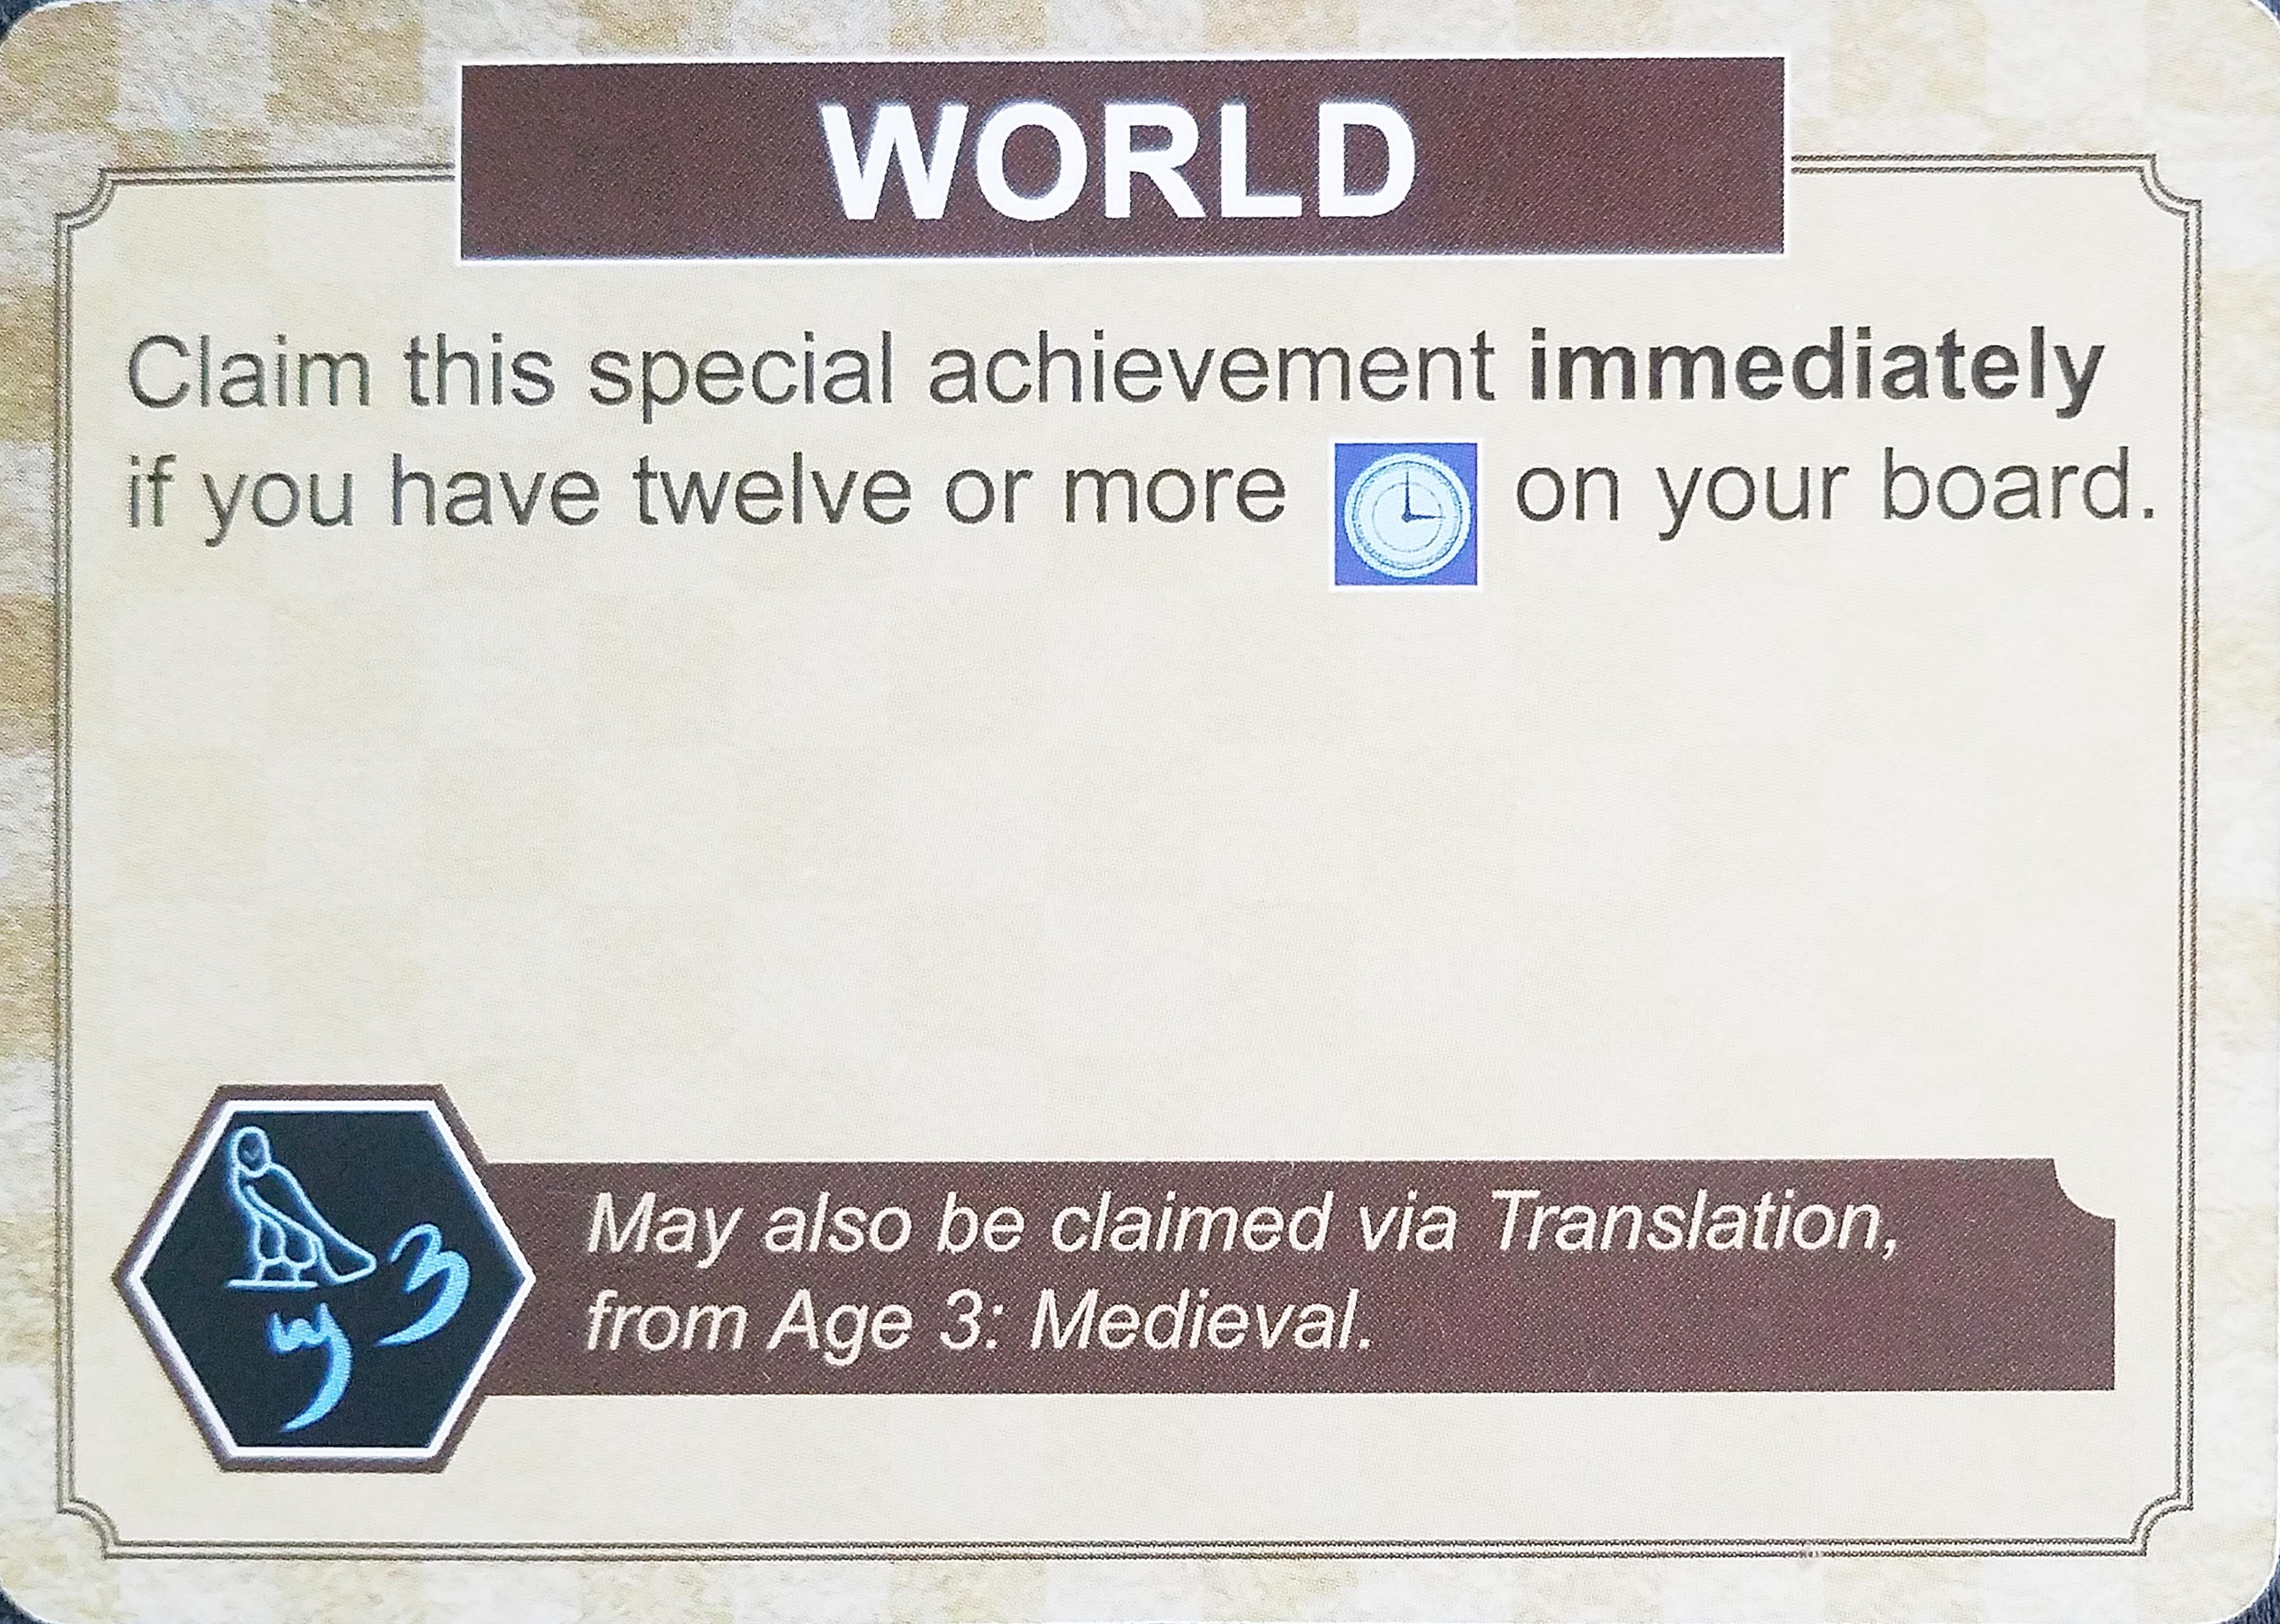 WORLD
Claim this special achievement immediately
if you have twelve or more on your board.
May also be claimed via Translation,
from Age 3: Medieval.